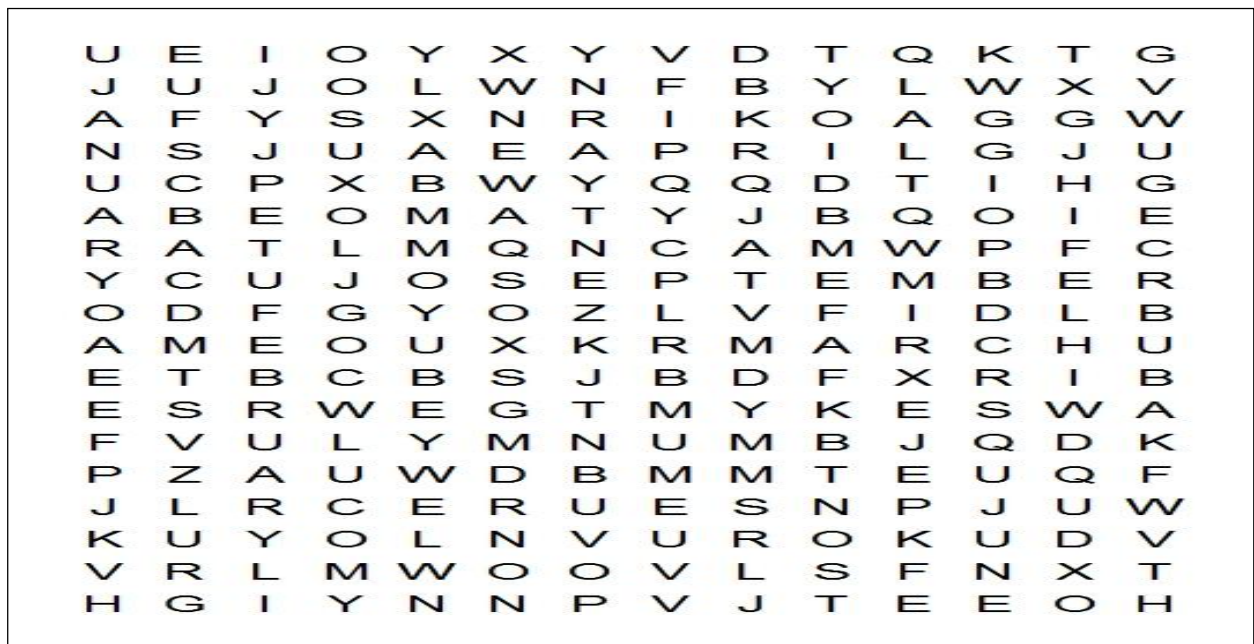 U E I O Y X Y V D T Q K T G
J U J O L W N F B Y L W X V
A F Y S X N R I K O A G G W
N S J U A E A P R I L G J U
U C P X B W Y Q Q D T I H G
A B E O M A T Y J B Q O I E
R A T L M Q N C A M W P F C
Y C U J O S E P T E M B E R
O D F G Y O Z L V F I D L B
A M E O U X K R M A R C H U
E T B C B S J B D F X R I B
E S R W E G T M Y K E S W A
F V U L Y M N U M B J Q D K
P Z A U W D B M M T E U Q F
J L R C E R U E S N P J U W
K U Y O L N V U R O K U D V
V R L M W O O V L S F N X T
H G I Y N N P V J T E E O H